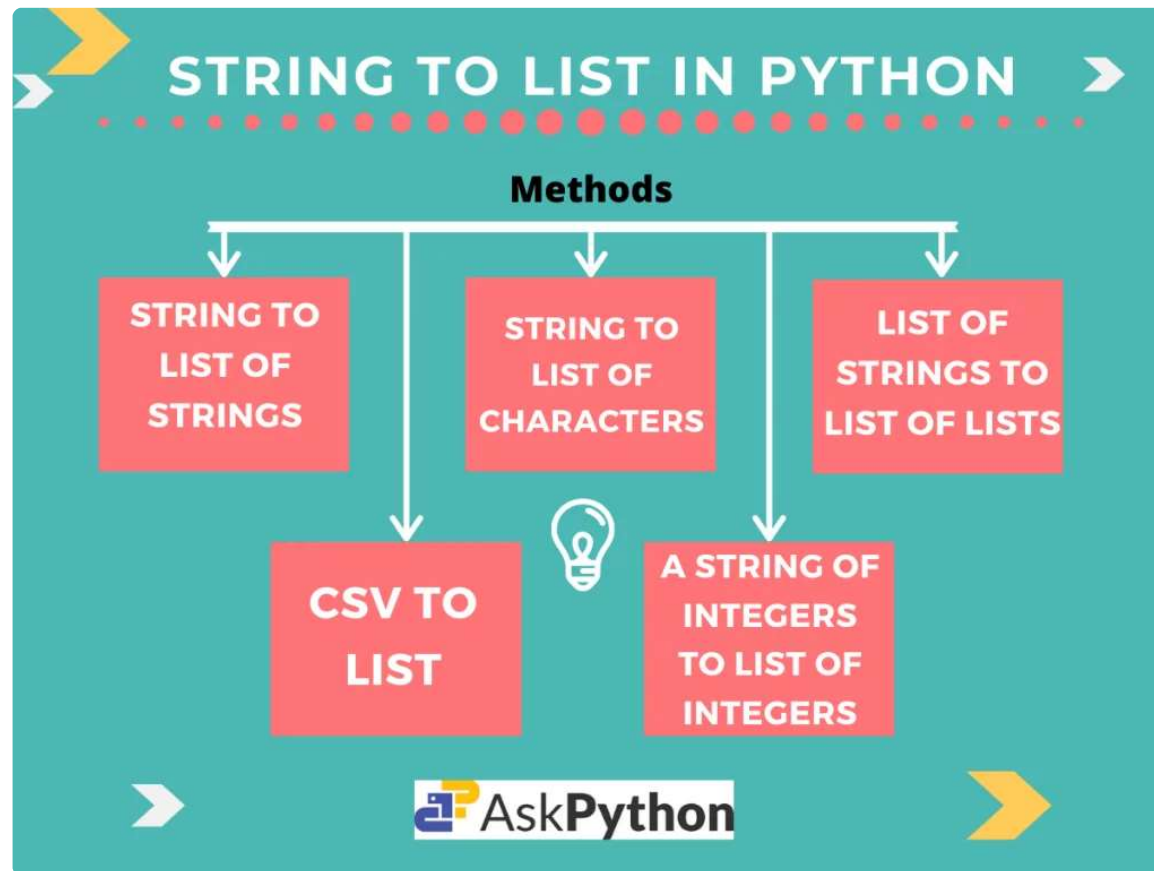 STRING TO LIST IN PYTHON
Methods
STRING TO
LIST OF
STRINGS
STRING TO
LIST OF
CHARACTERS
LIST OF
STRINGS TO
LIST OF LISTS
CSV TO
LIST
A STRING OF
INTEGERS
TO LIST OF
INTEGERS
AskPython